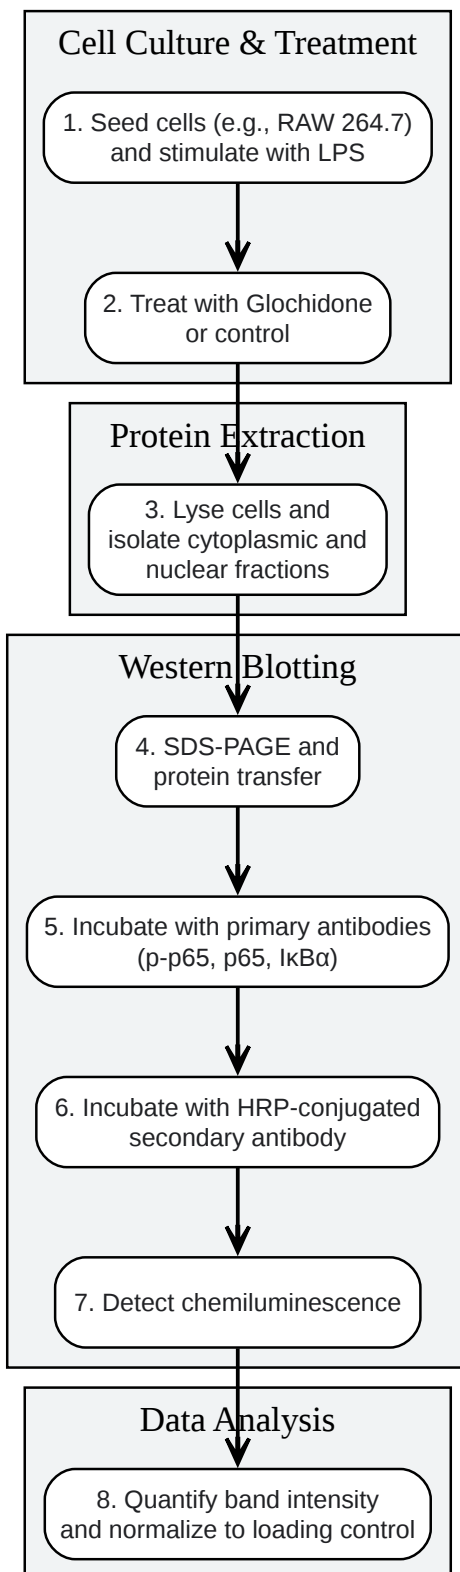 Cell Culture & Treatment
1. Seed cells (e.g., RAW 264.7)
and stimulate with LPS
2. Treat with Glochidone
or control
Protein Extraction
3. Lyse cells and
isolate cytoplasmic and
nuclear fractions
Western Blotting
4. SDS-PAGE and
protein transfer
5. Incubate with primary antibodies
(p-p65, p65, IκBα)
6. Incubate with HRP-conjugated
secondary antibody
7. Detect chemiluminescence
Data Analysis
8. Quantify band intensity
and normalize to loading control